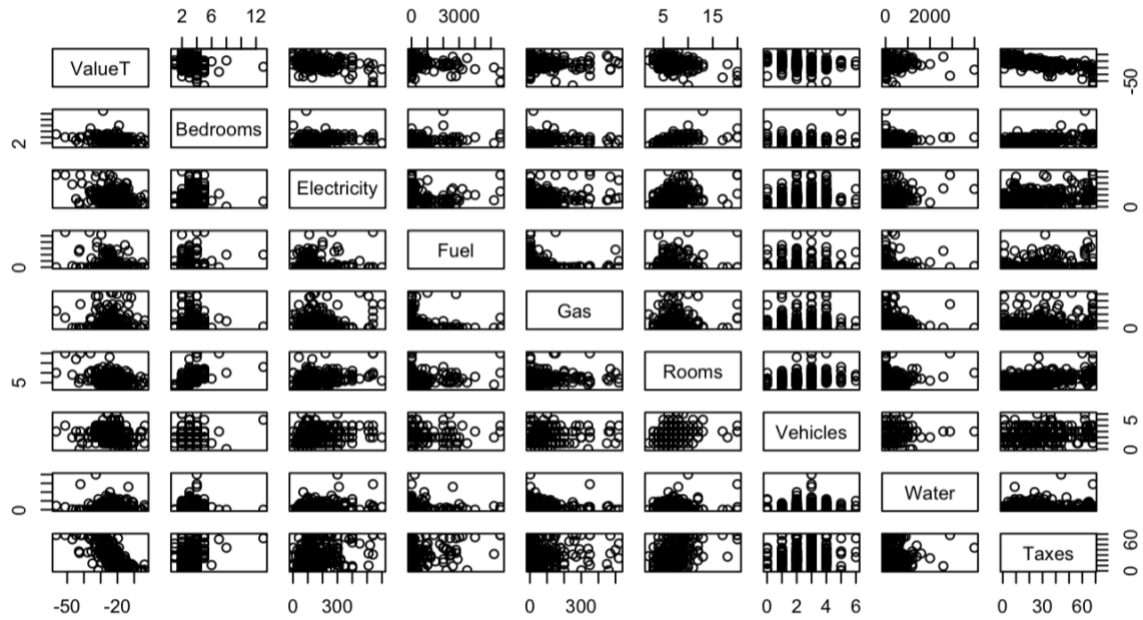 2 6 12 0 3000 5 15 0 2000
ValueT -50
2 Bedrooms
Electricity 0
0 Fuel
Gas 0
5 Rooms
Vehicles 0 5
0 Water
Taxes 0 60
-50 -20 0 300 0 300 0 2 4 6 0 30 60